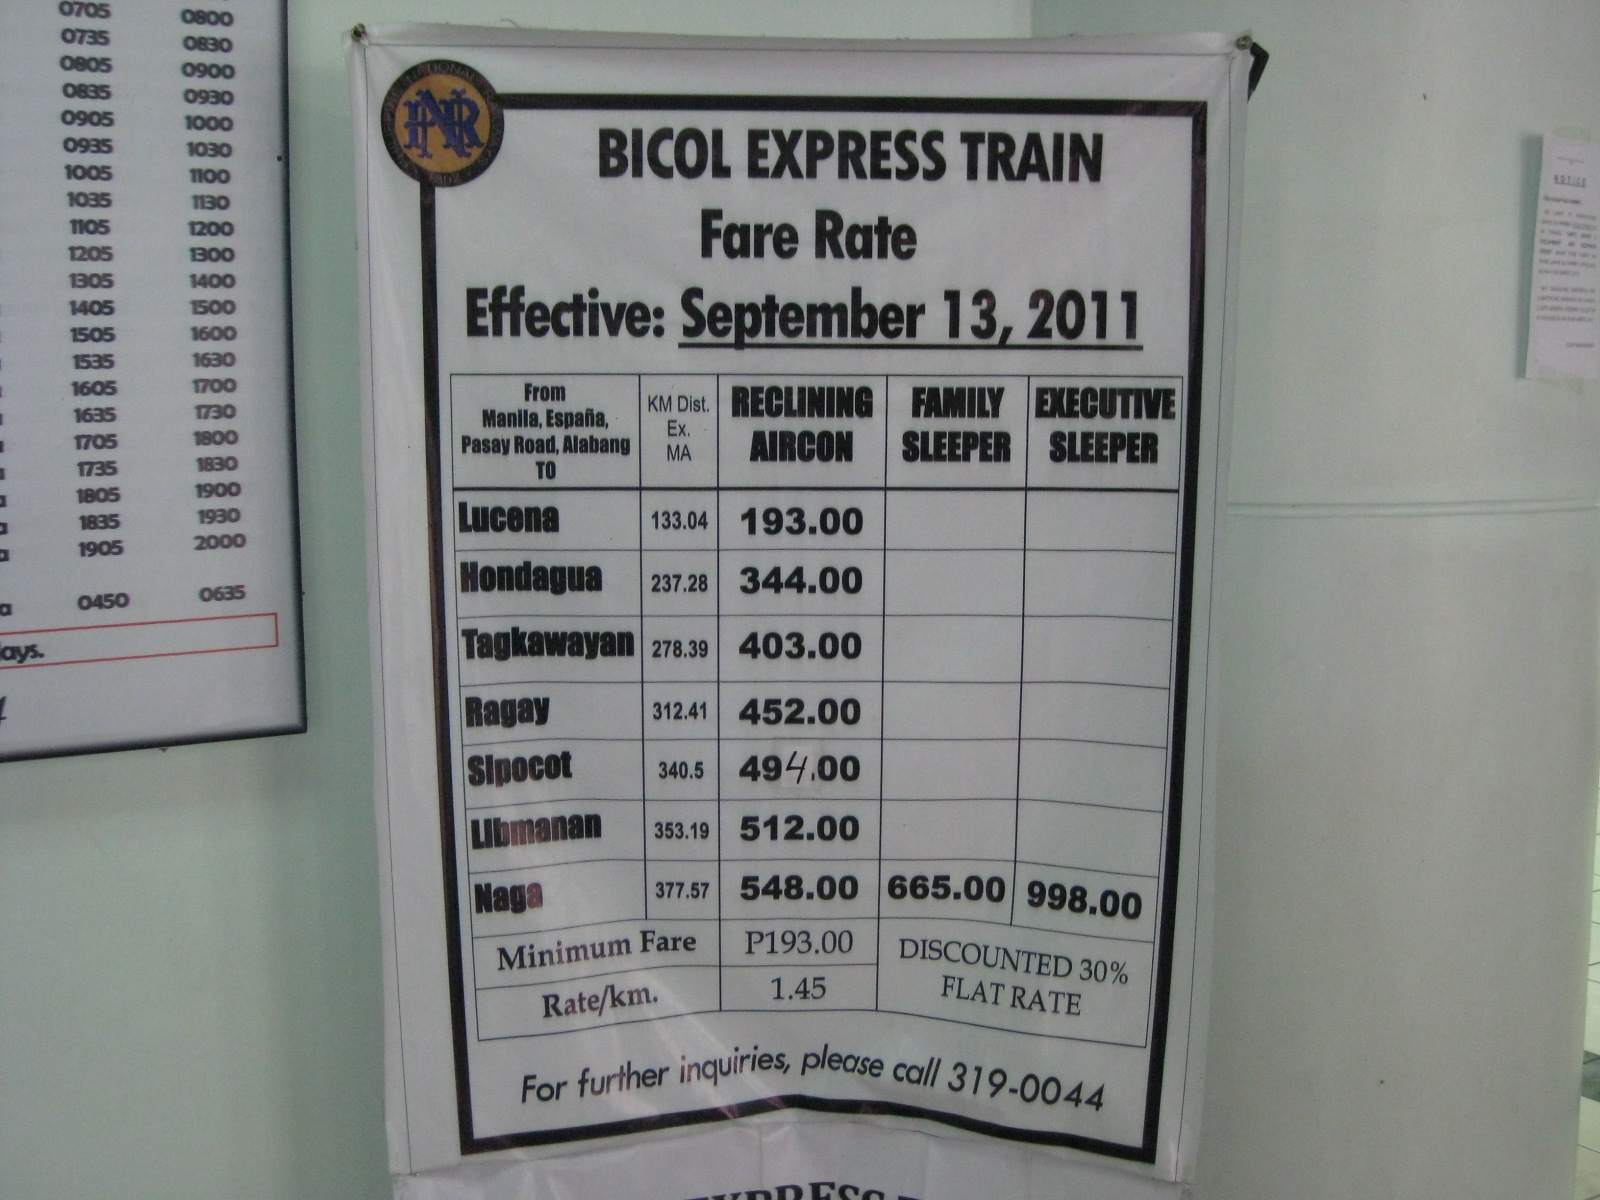 0705 0800
0735 0830
0805 0900
0835 0930
0905 1000
0935 1030
1005 1100
1035 1130
1105 1200
1205 1300
1305 1400
1405 1500
1505 1600
1535 1630
1605 1700
1635 1730
1705 1800
1735 1830
1805 1900
1835 1930
1905 2000
0450 0635
BICOL EXPRESS TRAIN
Fare Rate
Effective: September 13, 2011
From
Manila, España,
Pasay Road, Alabang
TO
KM Dist.
Ex.
MA
RECLINING
AIRCON
FAMILY
SLEEPER
EXECUTIVE
SLEEPER
Lucena 133.04 193.00
Hondagua 237.28 344.00
Tagkawayan 278.39 403.00
Ragay 312.41 452.00
Sipocot 340.5 494.00
Libmanan 353.19 512.00
Naga 377.57 548.00 665.00 998.00
Minimum Fare P193.00
Rate/km. 1.45
DISCOUNTED 30%
FLAT RATE
For further inquiries, please call 319-0044
NOTICE